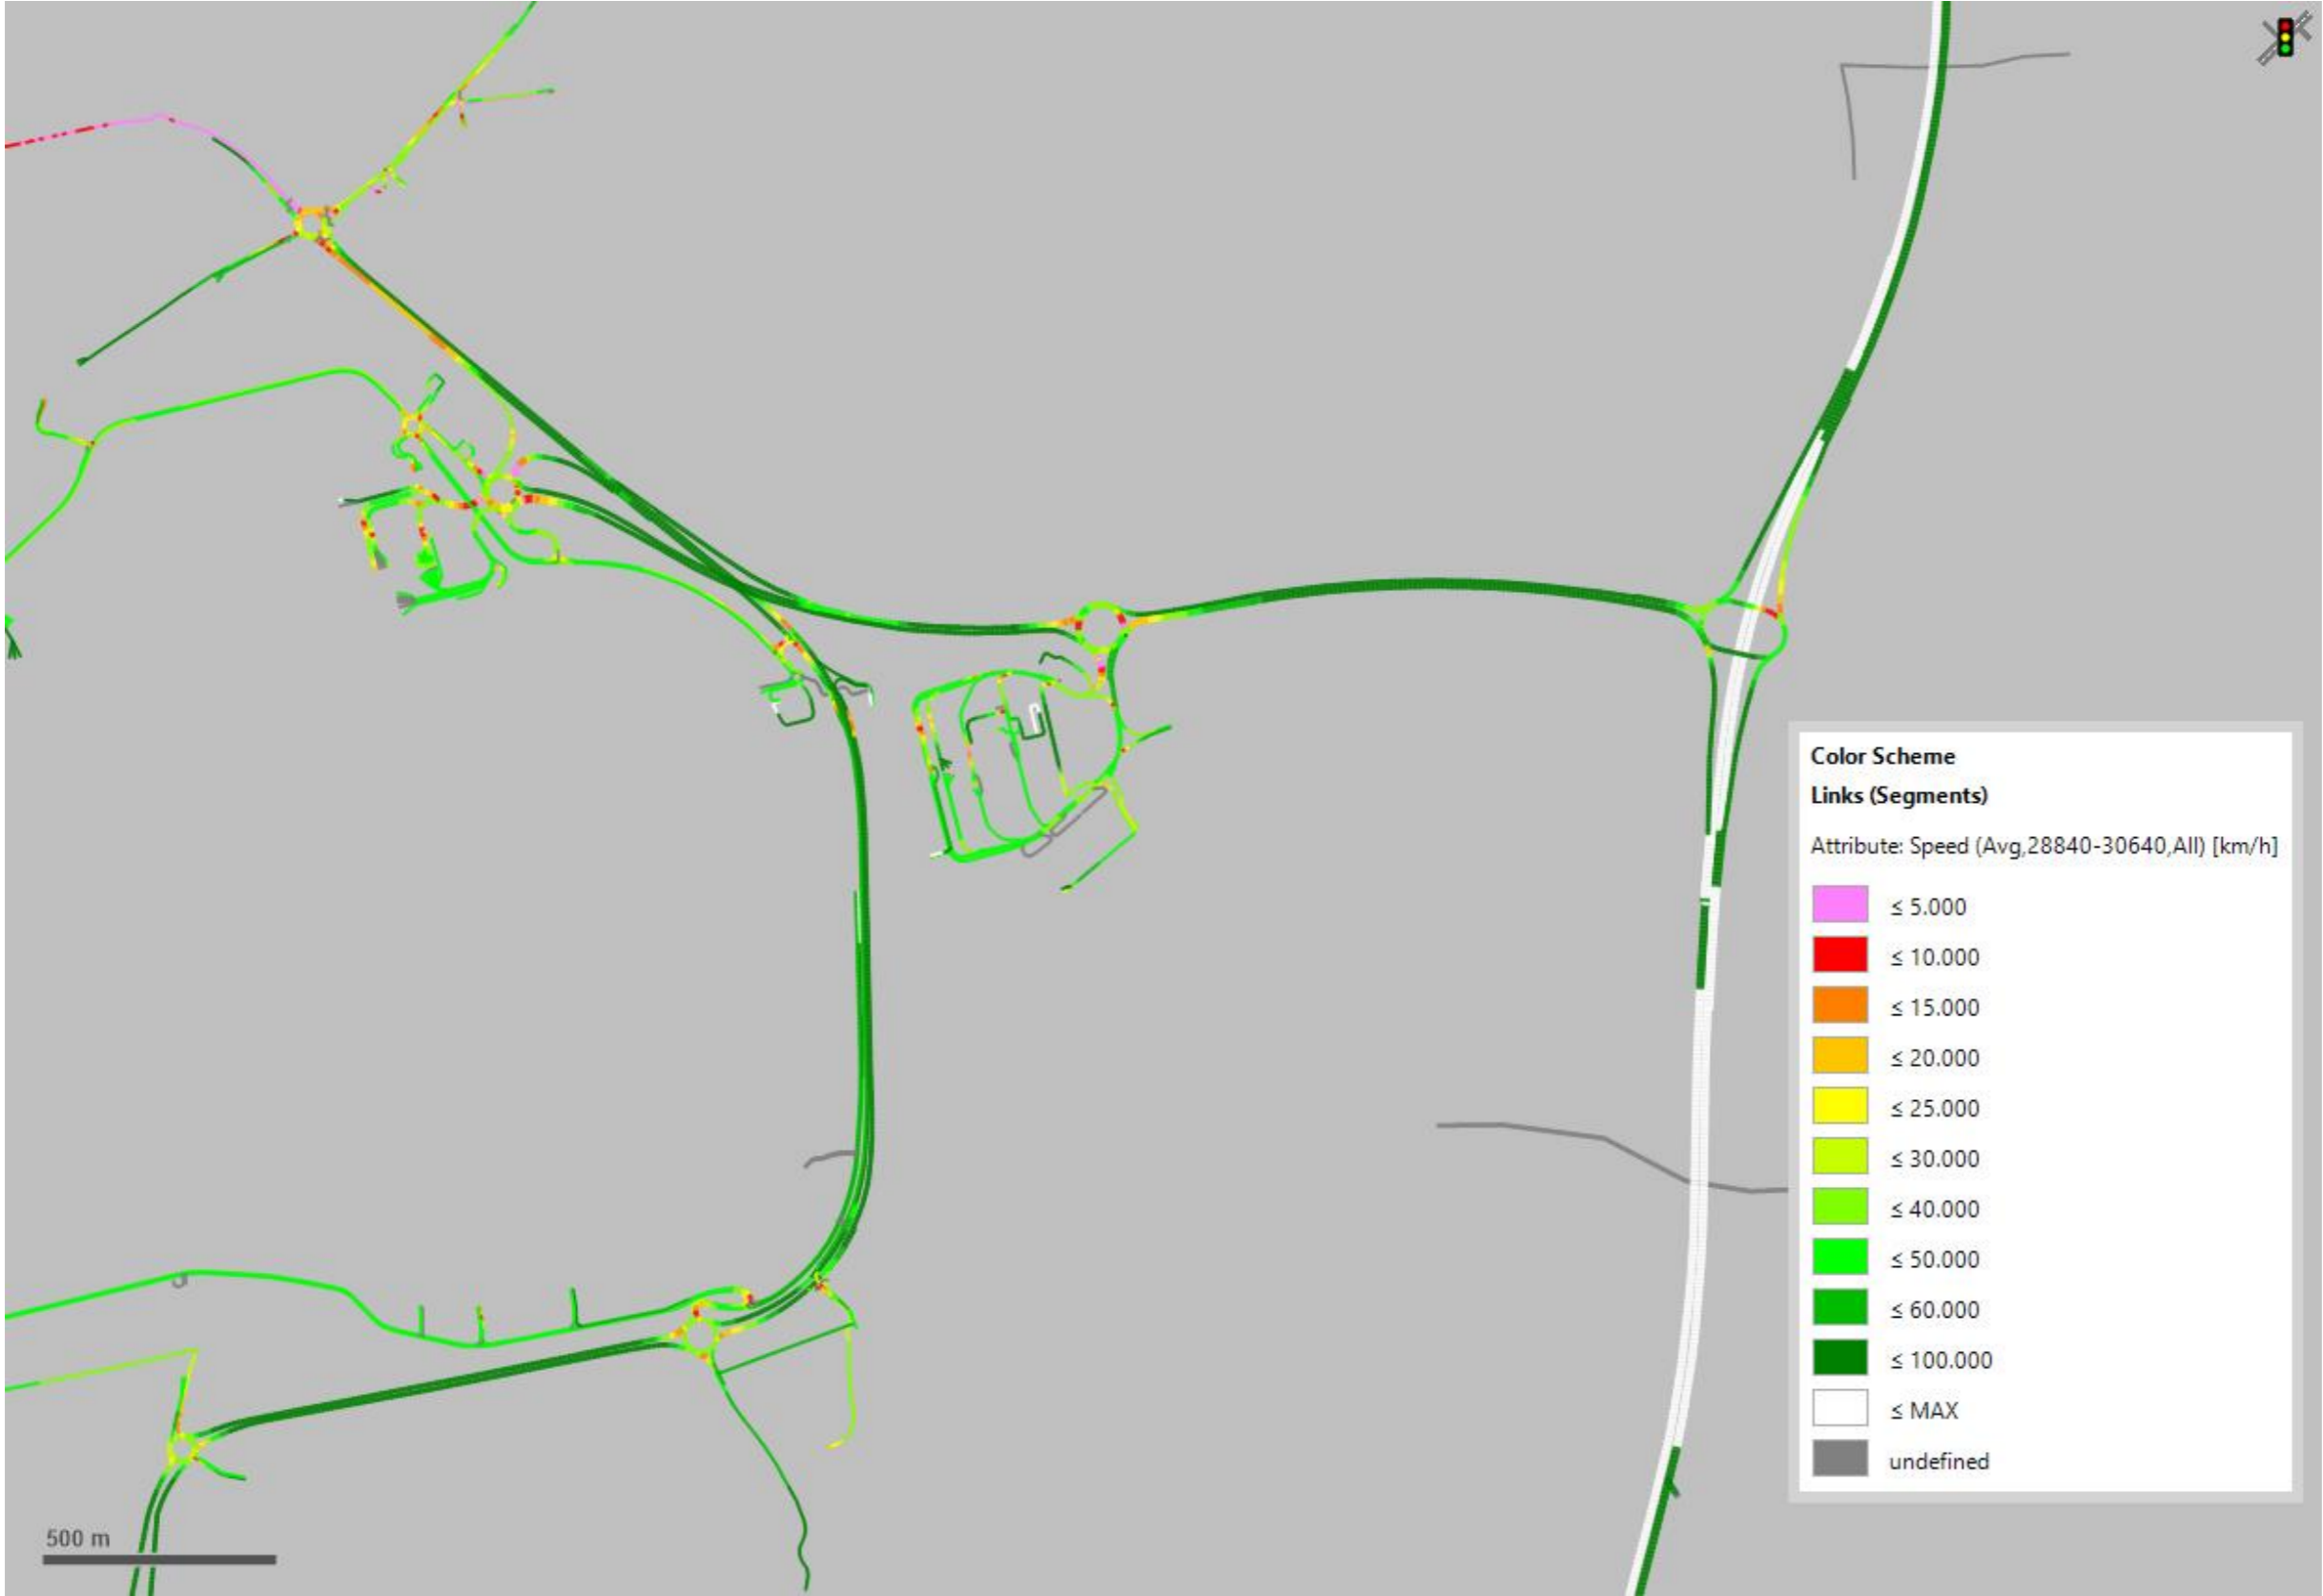 Color Scheme
Links (Segments)
Attribute: Speed (Avg,28840-30640,All) [km/h]
≤ 5.000
≤ 10.000
≤ 15.000
≤ 20.000
≤ 25.000
≤ 30.000
≤ 40.000
≤ 50.000
≤ 60.000
≤ 100.000
≤ MAX
undefined
500 m